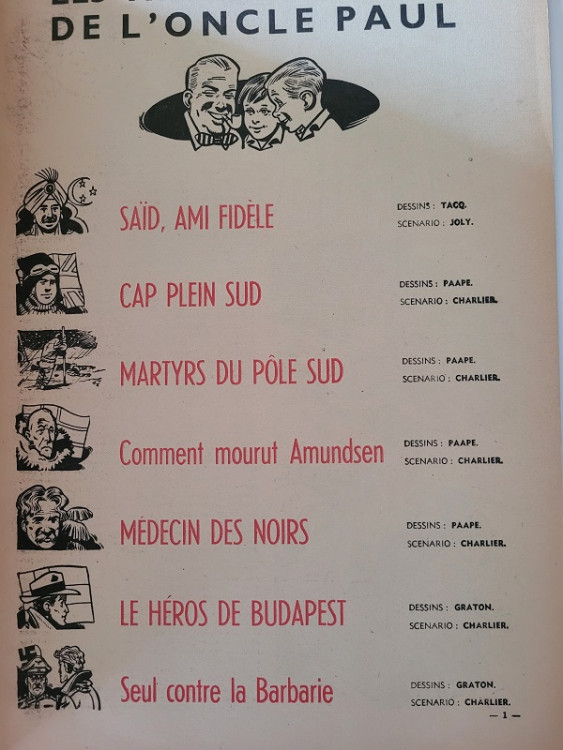 DE L'ONCLE PAUL
SAÏD, AMI FIDÈLE
DESSINS : TACQ.
SCENARIO : JOLY.
CAP PLEIN SUD
DESSINS : PAAPE.
SCENARIO : CHARLIER.
MARTYRS DU PÔLE SUD
DESSINS : PAAPE.
SCENARIO : CHARLIER.
Comment mourut Amundsen
DESSINS : PAAPE.
SCENARIO : CHARLIER.
MÉDECIN DES NOIRS
DESSINS : PAAPE.
SCENARIO : CHARLIER.
LE HÉROS DE BUDAPEST
DESSINS : GRATON.
SCENARIO : CHARLIER.
Seul contre la Barbarie
DESSINS : GRATON.
SCENARIO : CHARLIER.
— 1 —